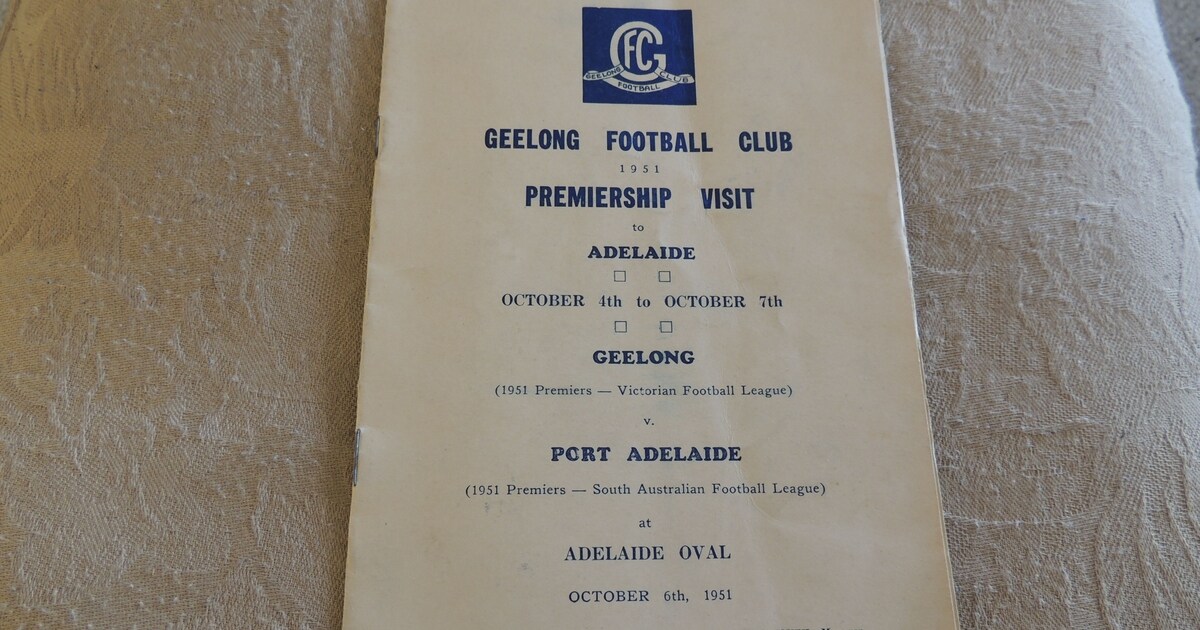 GFC
GEELONG FOOTBALL CLUB
GEELONG FOOTBALL CLUB
1951
PREMIERSHIP VISIT
to
ADELAIDE
OCTOBER 4th to OCTOBER 7th
GEELONG
(1951 Premiers — Victorian Football League)
v.
PORT ADELAIDE
(1951 Premiers — South Australian Football League)
at
ADELAIDE OVAL
OCTOBER 6th, 1951